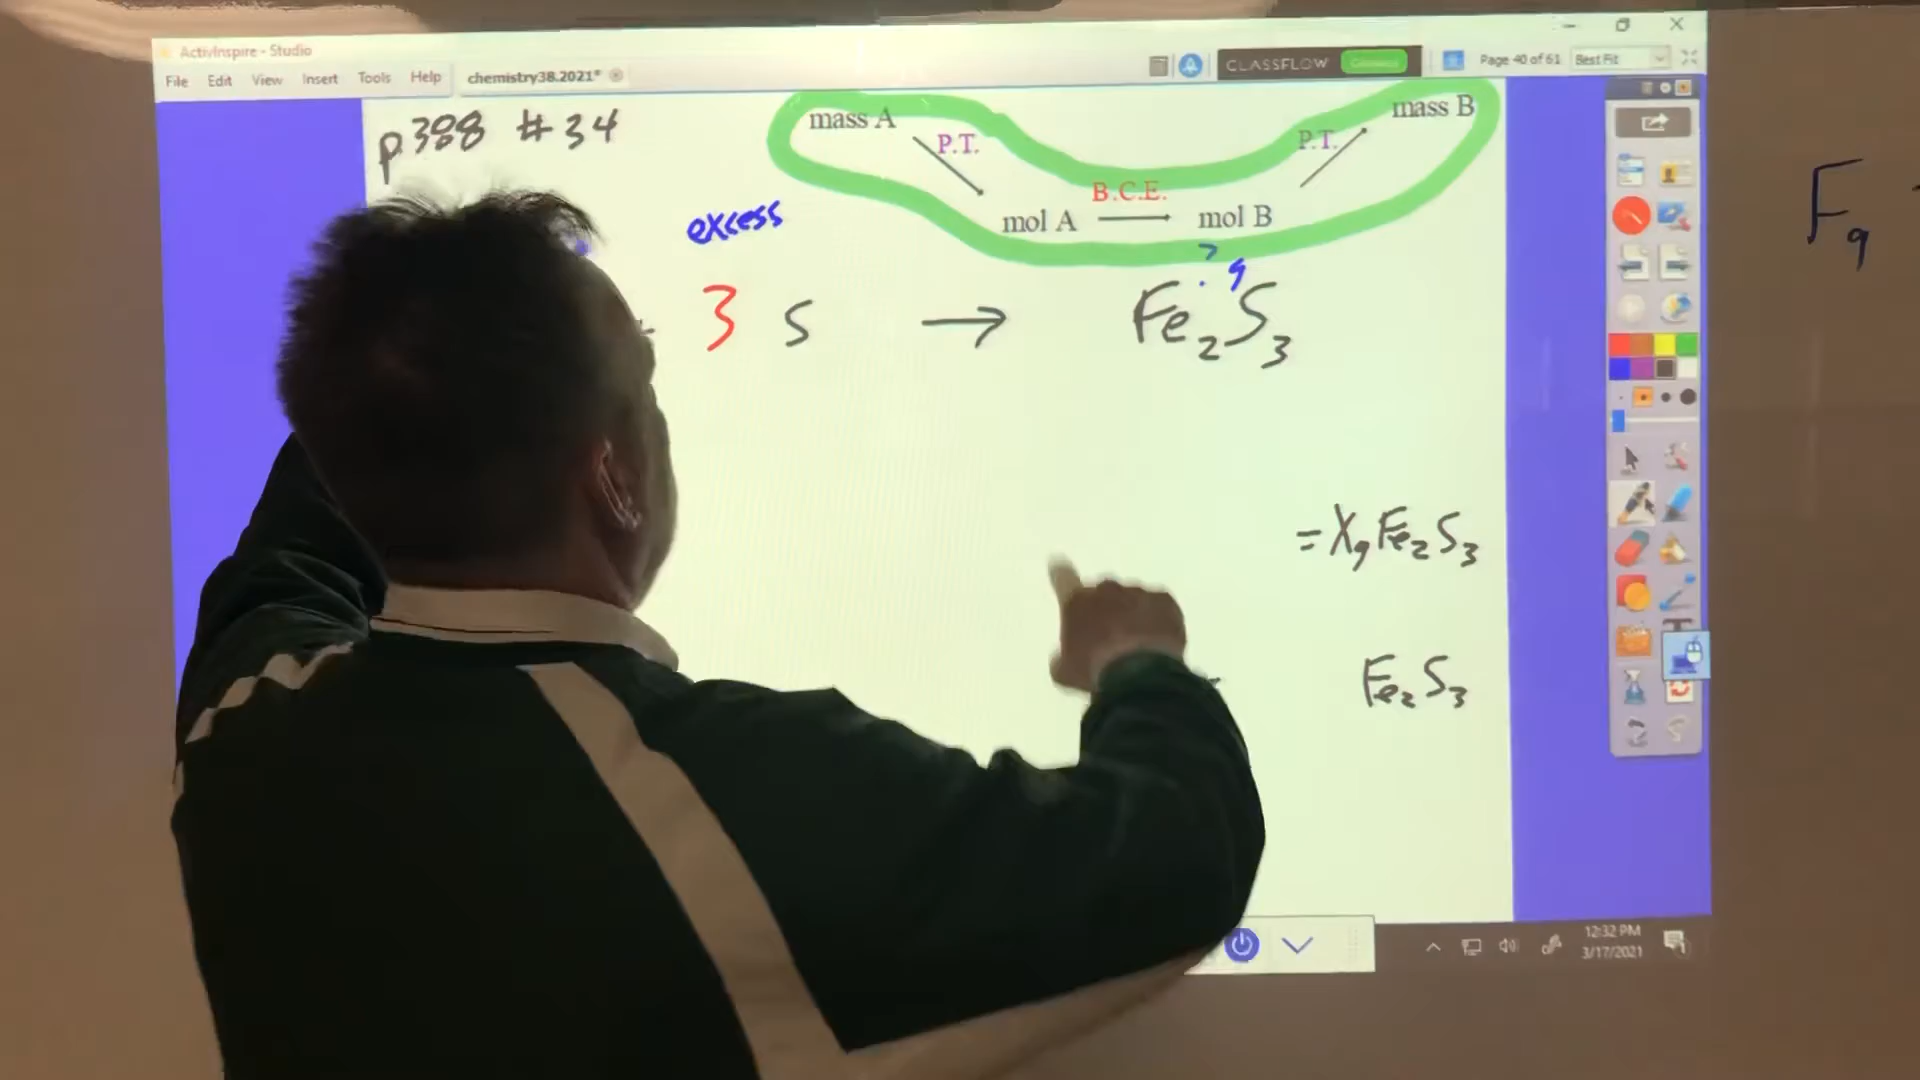 ActivInspire - Studio
File Edit View Insert Tools Help chemistry38.2021*
CLASSFLOW Connect Page 40 of 61 Best Fit
p388 #34
mass A P.T. P.T. mass B
B.C.E.
mol A → mol B
excess
? g
+ 3 S → Fe2S3
= Xg Fe2S3
Fe2S3
Fg
12:32 PM
3/17/2021